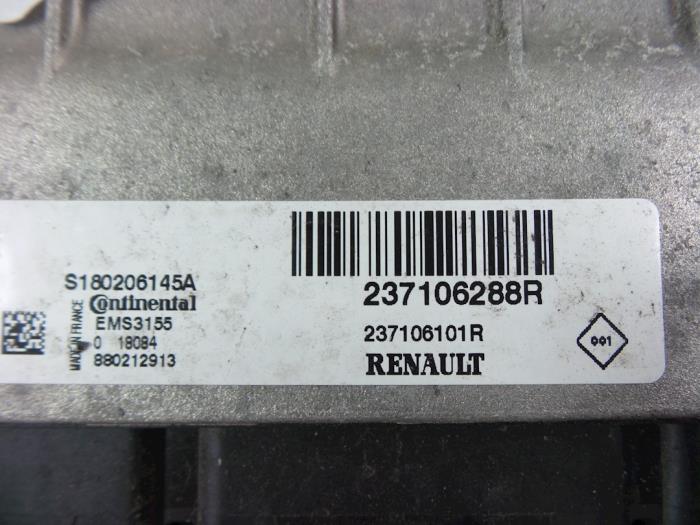 S180206145A
Continental
EMS3155
0 18084
880212913
MADE IN FRANCE
237106288R
237106101R
RENAULT
001